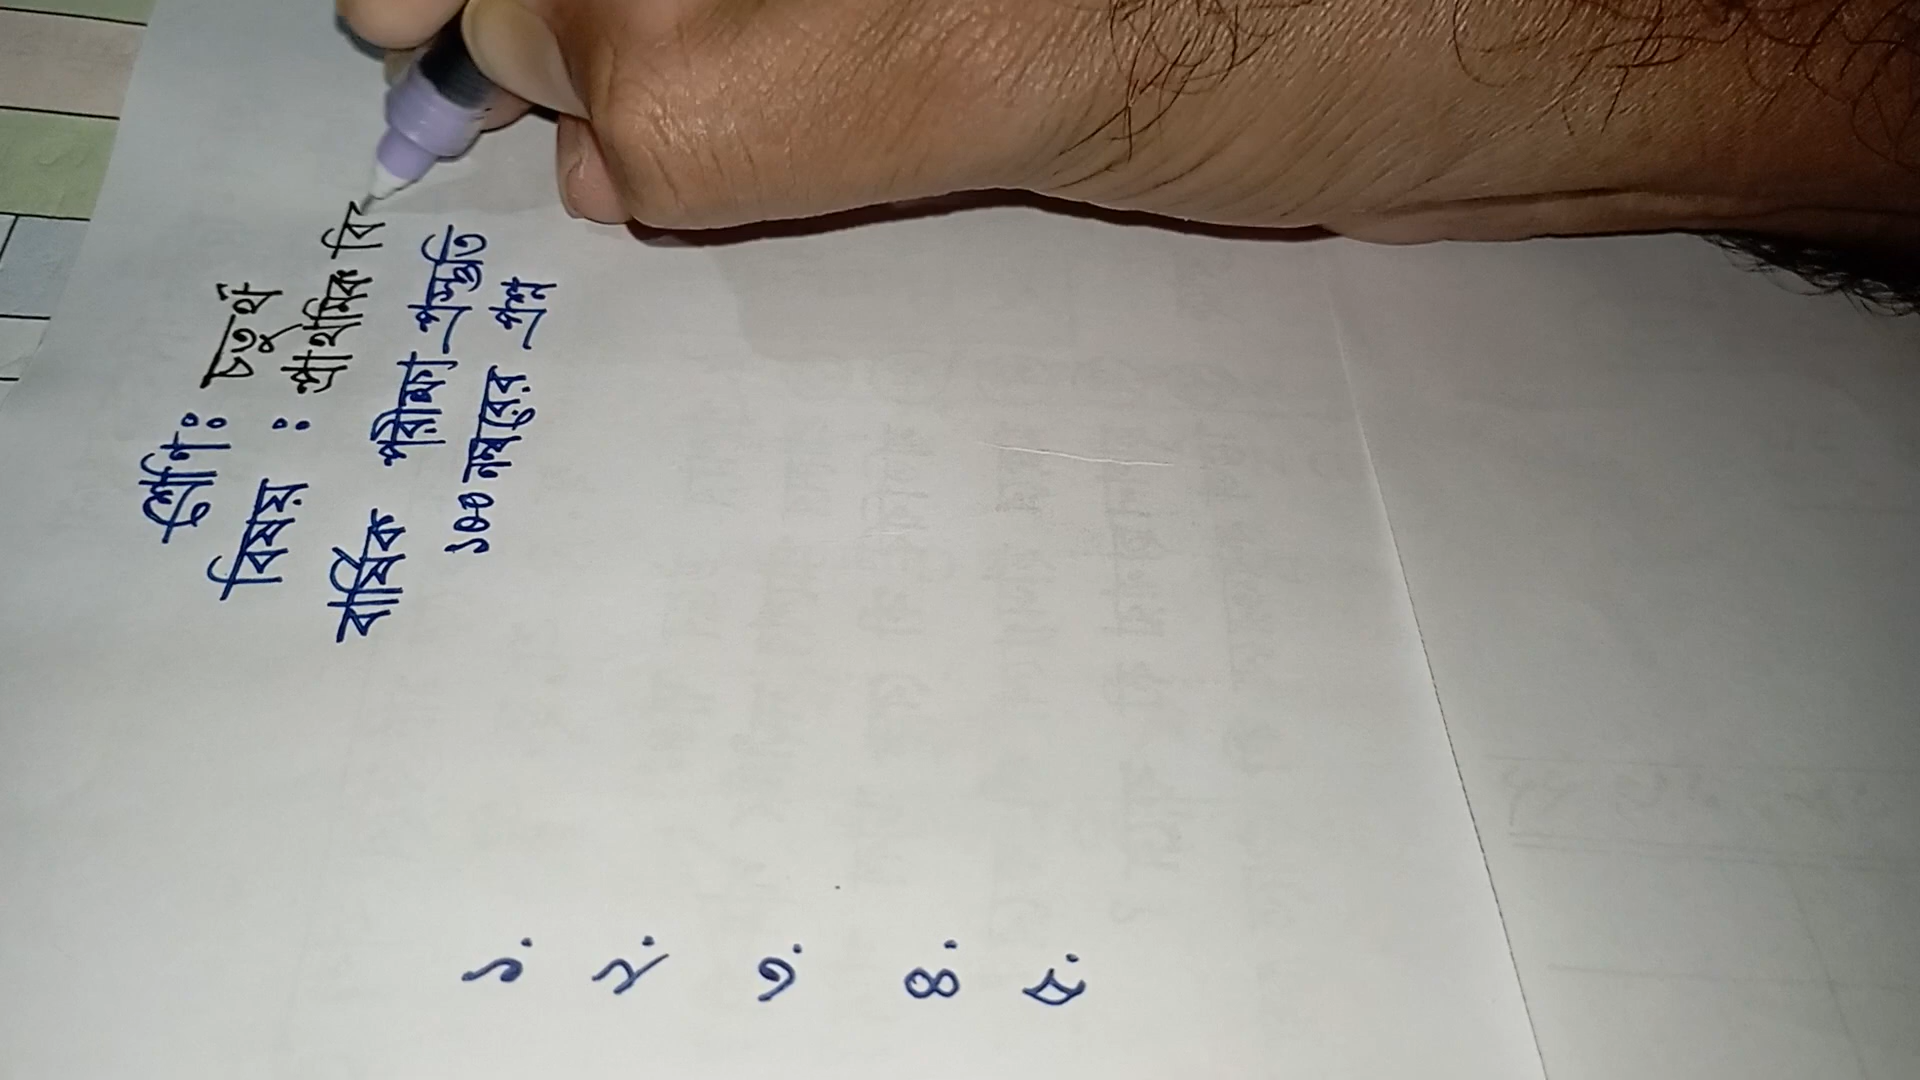 শ্রেণি: চতুর্থ
বিষয় : প্রাথমিক বি
বার্ষিক পরীক্ষা প্রস্তুতি
১০০ নম্বরের প্রশ্ন
১.
২.
৩.
৪.
৫.